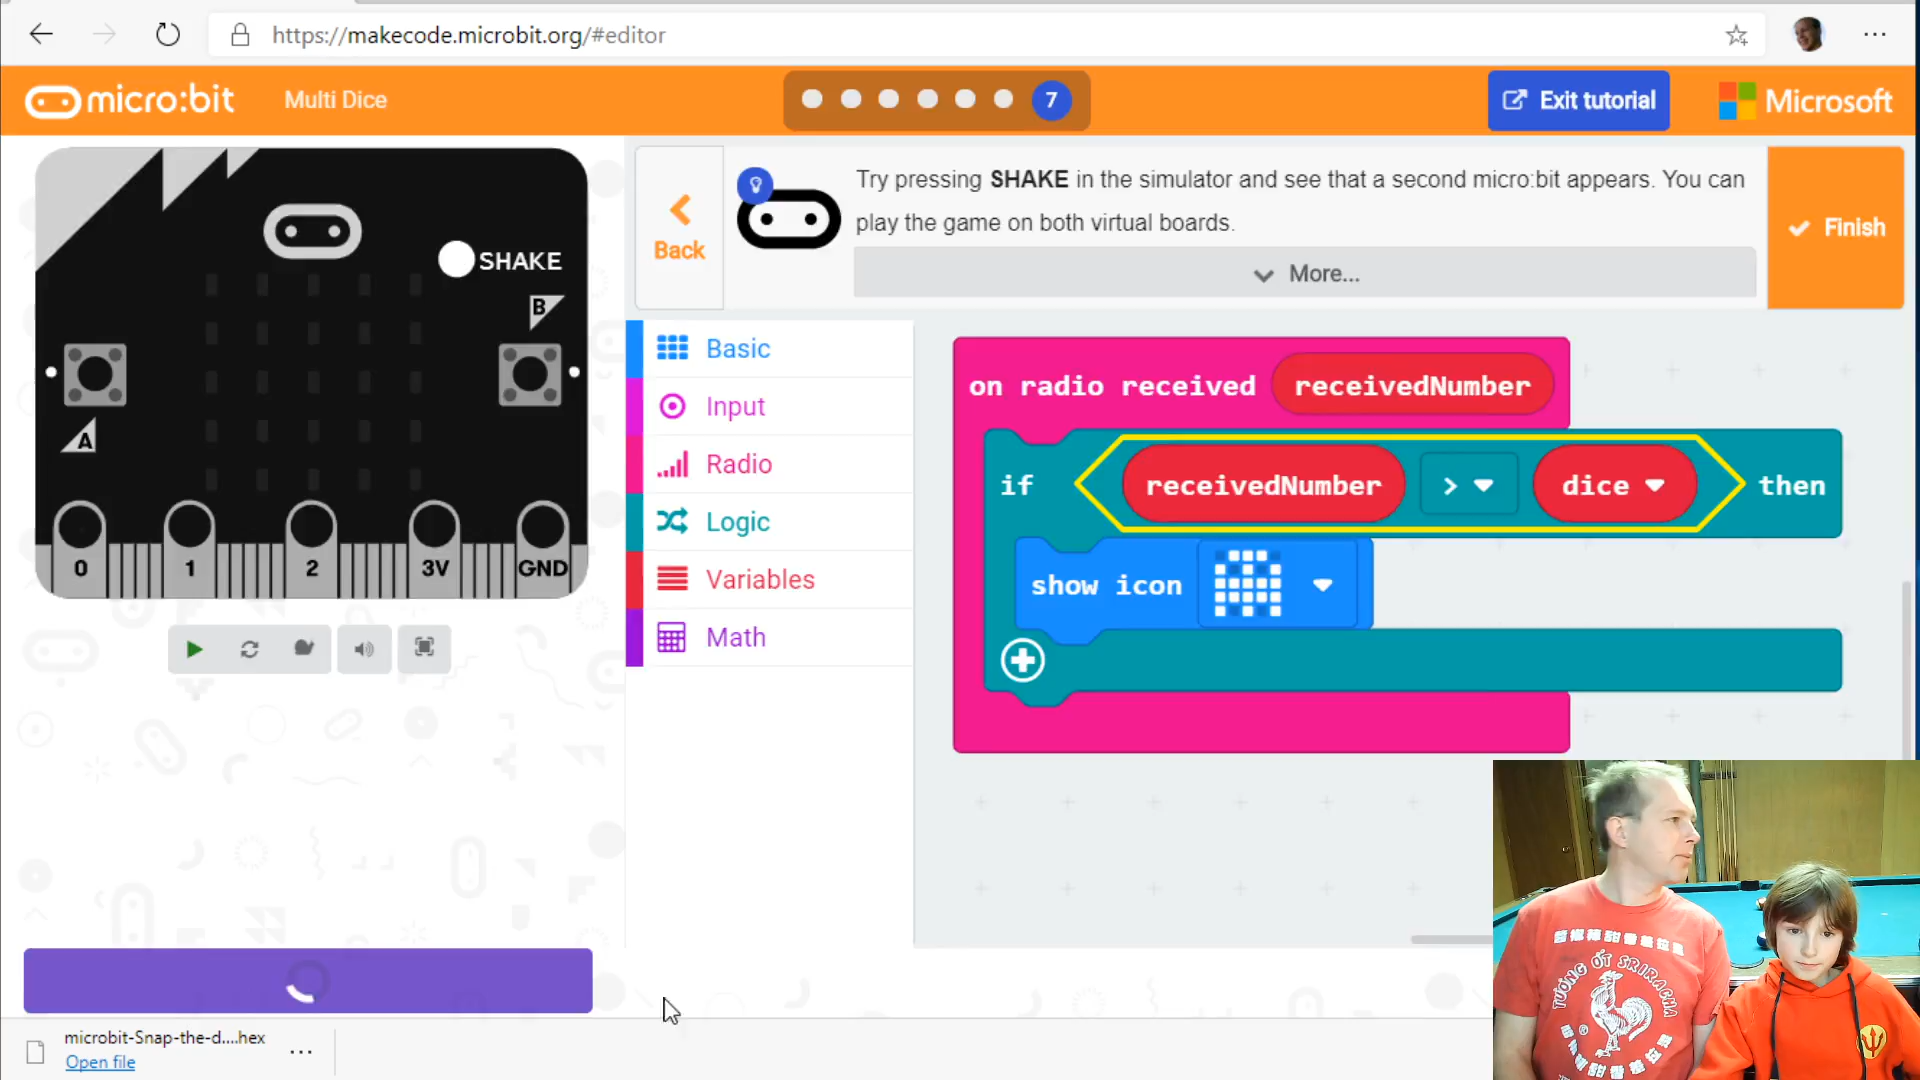 https://makecode.microbit.org/#editor
micro:bit
Multi Dice
7
Exit tutorial
Microsoft
Back
Try pressing SHAKE in the simulator and see that a second micro:bit appears. You can
play the game on both virtual boards.
More...
Finish
SHAKE
B
A
0
1
2
3V
GND
Basic
Input
Radio
Logic
Variables
Math
on radio received receivedNumber
if receivedNumber > dice then
show icon
TƯƠNG ỚT SRIRACHA
microbit-Snap-the-d....hex
Open file